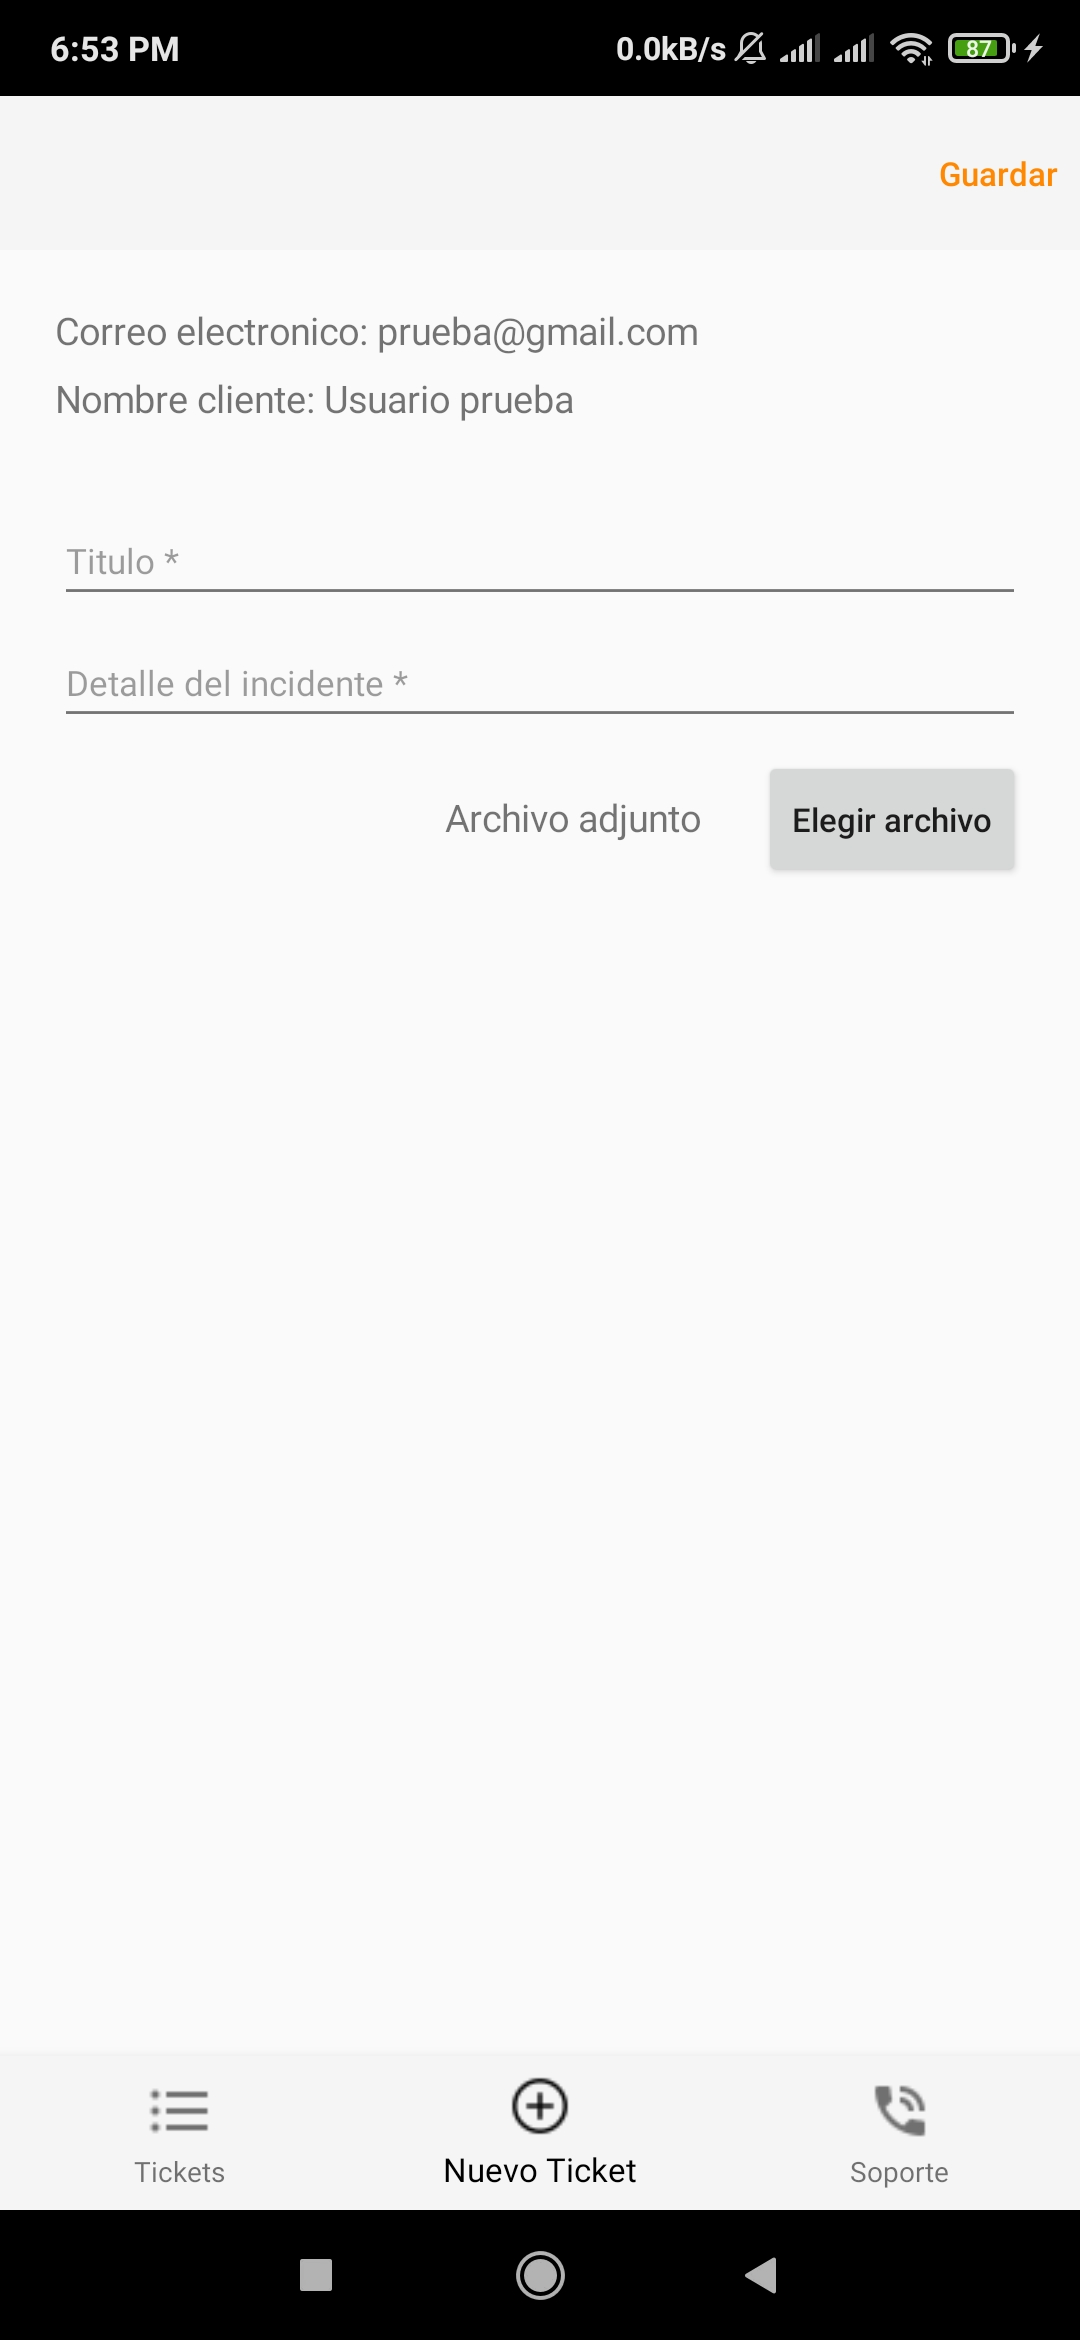 6:53 PM
0.0kB/s 87
Guardar
Correo electronico: prueba@gmail.com
Nombre cliente: Usuario prueba
Titulo *
Detalle del incidente *
Archivo adjunto
Elegir archivo
Tickets
Nuevo Ticket
Soporte